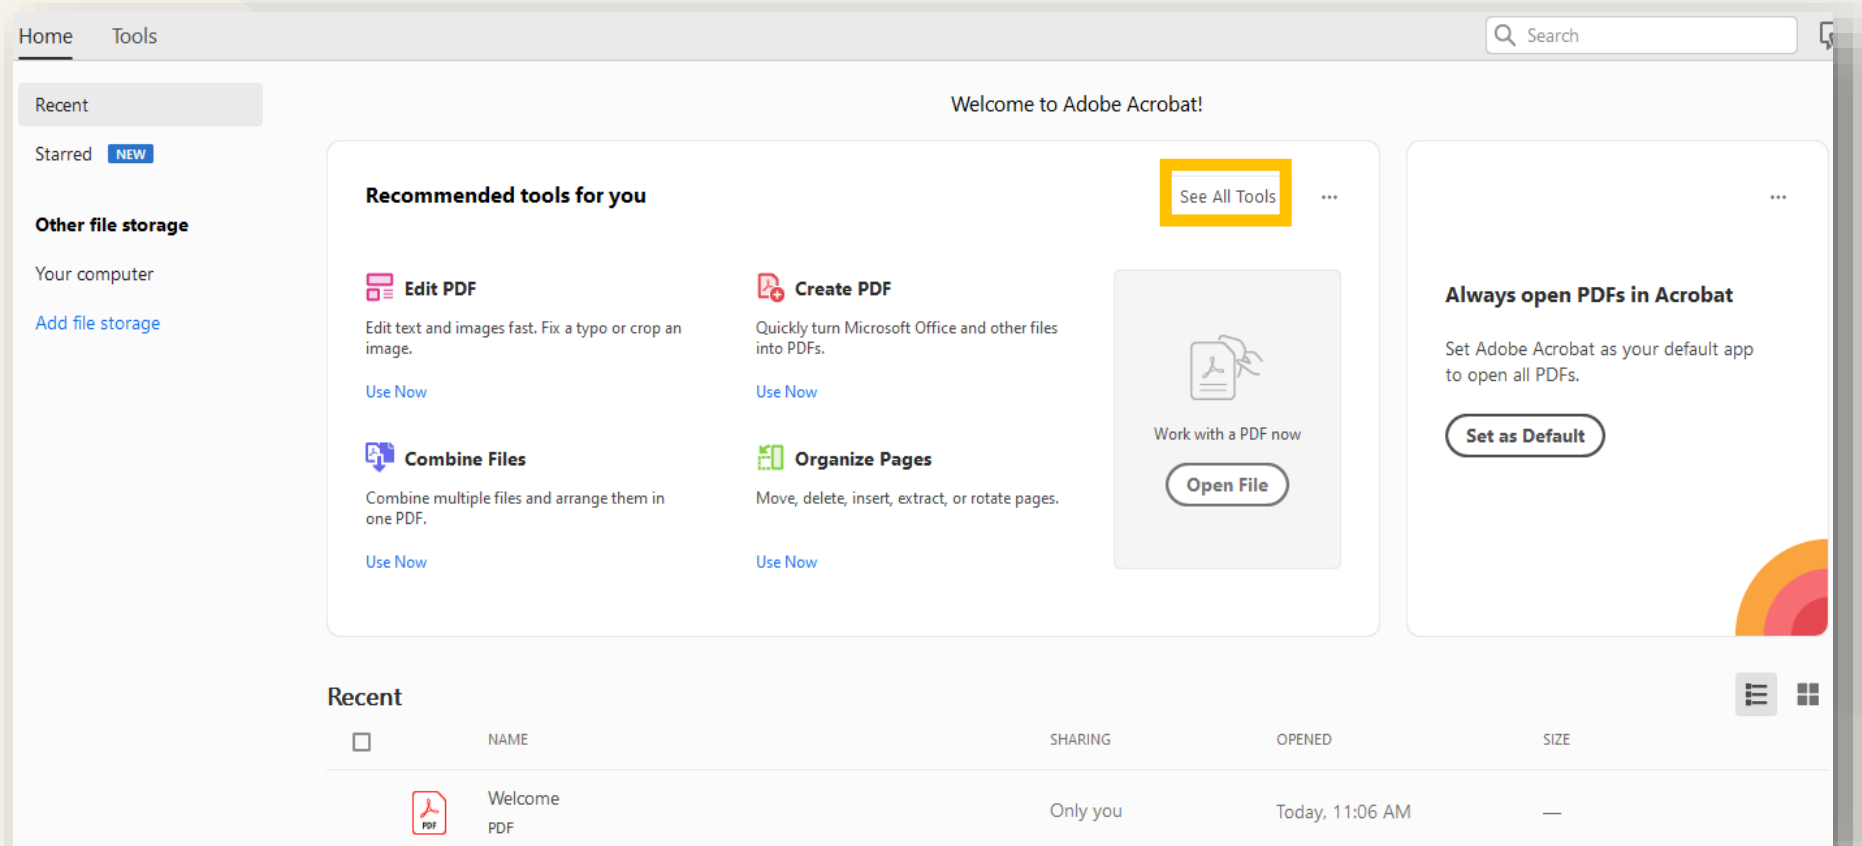 Home
Tools
Search
Recent
Starred NEW
Other file storage
Your computer
Add file storage
Welcome to Adobe Acrobat!
Recommended tools for you
See All Tools
Edit PDF
Edit text and images fast. Fix a typo or crop an
image.
Use Now
Create PDF
Quickly turn Microsoft Office and other files
into PDFs.
Use Now
Combine Files
Combine multiple files and arrange them in
one PDF.
Use Now
Organize Pages
Move, delete, insert, extract, or rotate pages.
Use Now
Work with a PDF now
Open File
Always open PDFs in Acrobat
Set Adobe Acrobat as your default app
to open all PDFs.
Set as Default
Recent
NAME SHARING OPENED SIZE
PDF
Welcome
PDF
Only you
Today, 11:06 AM
—